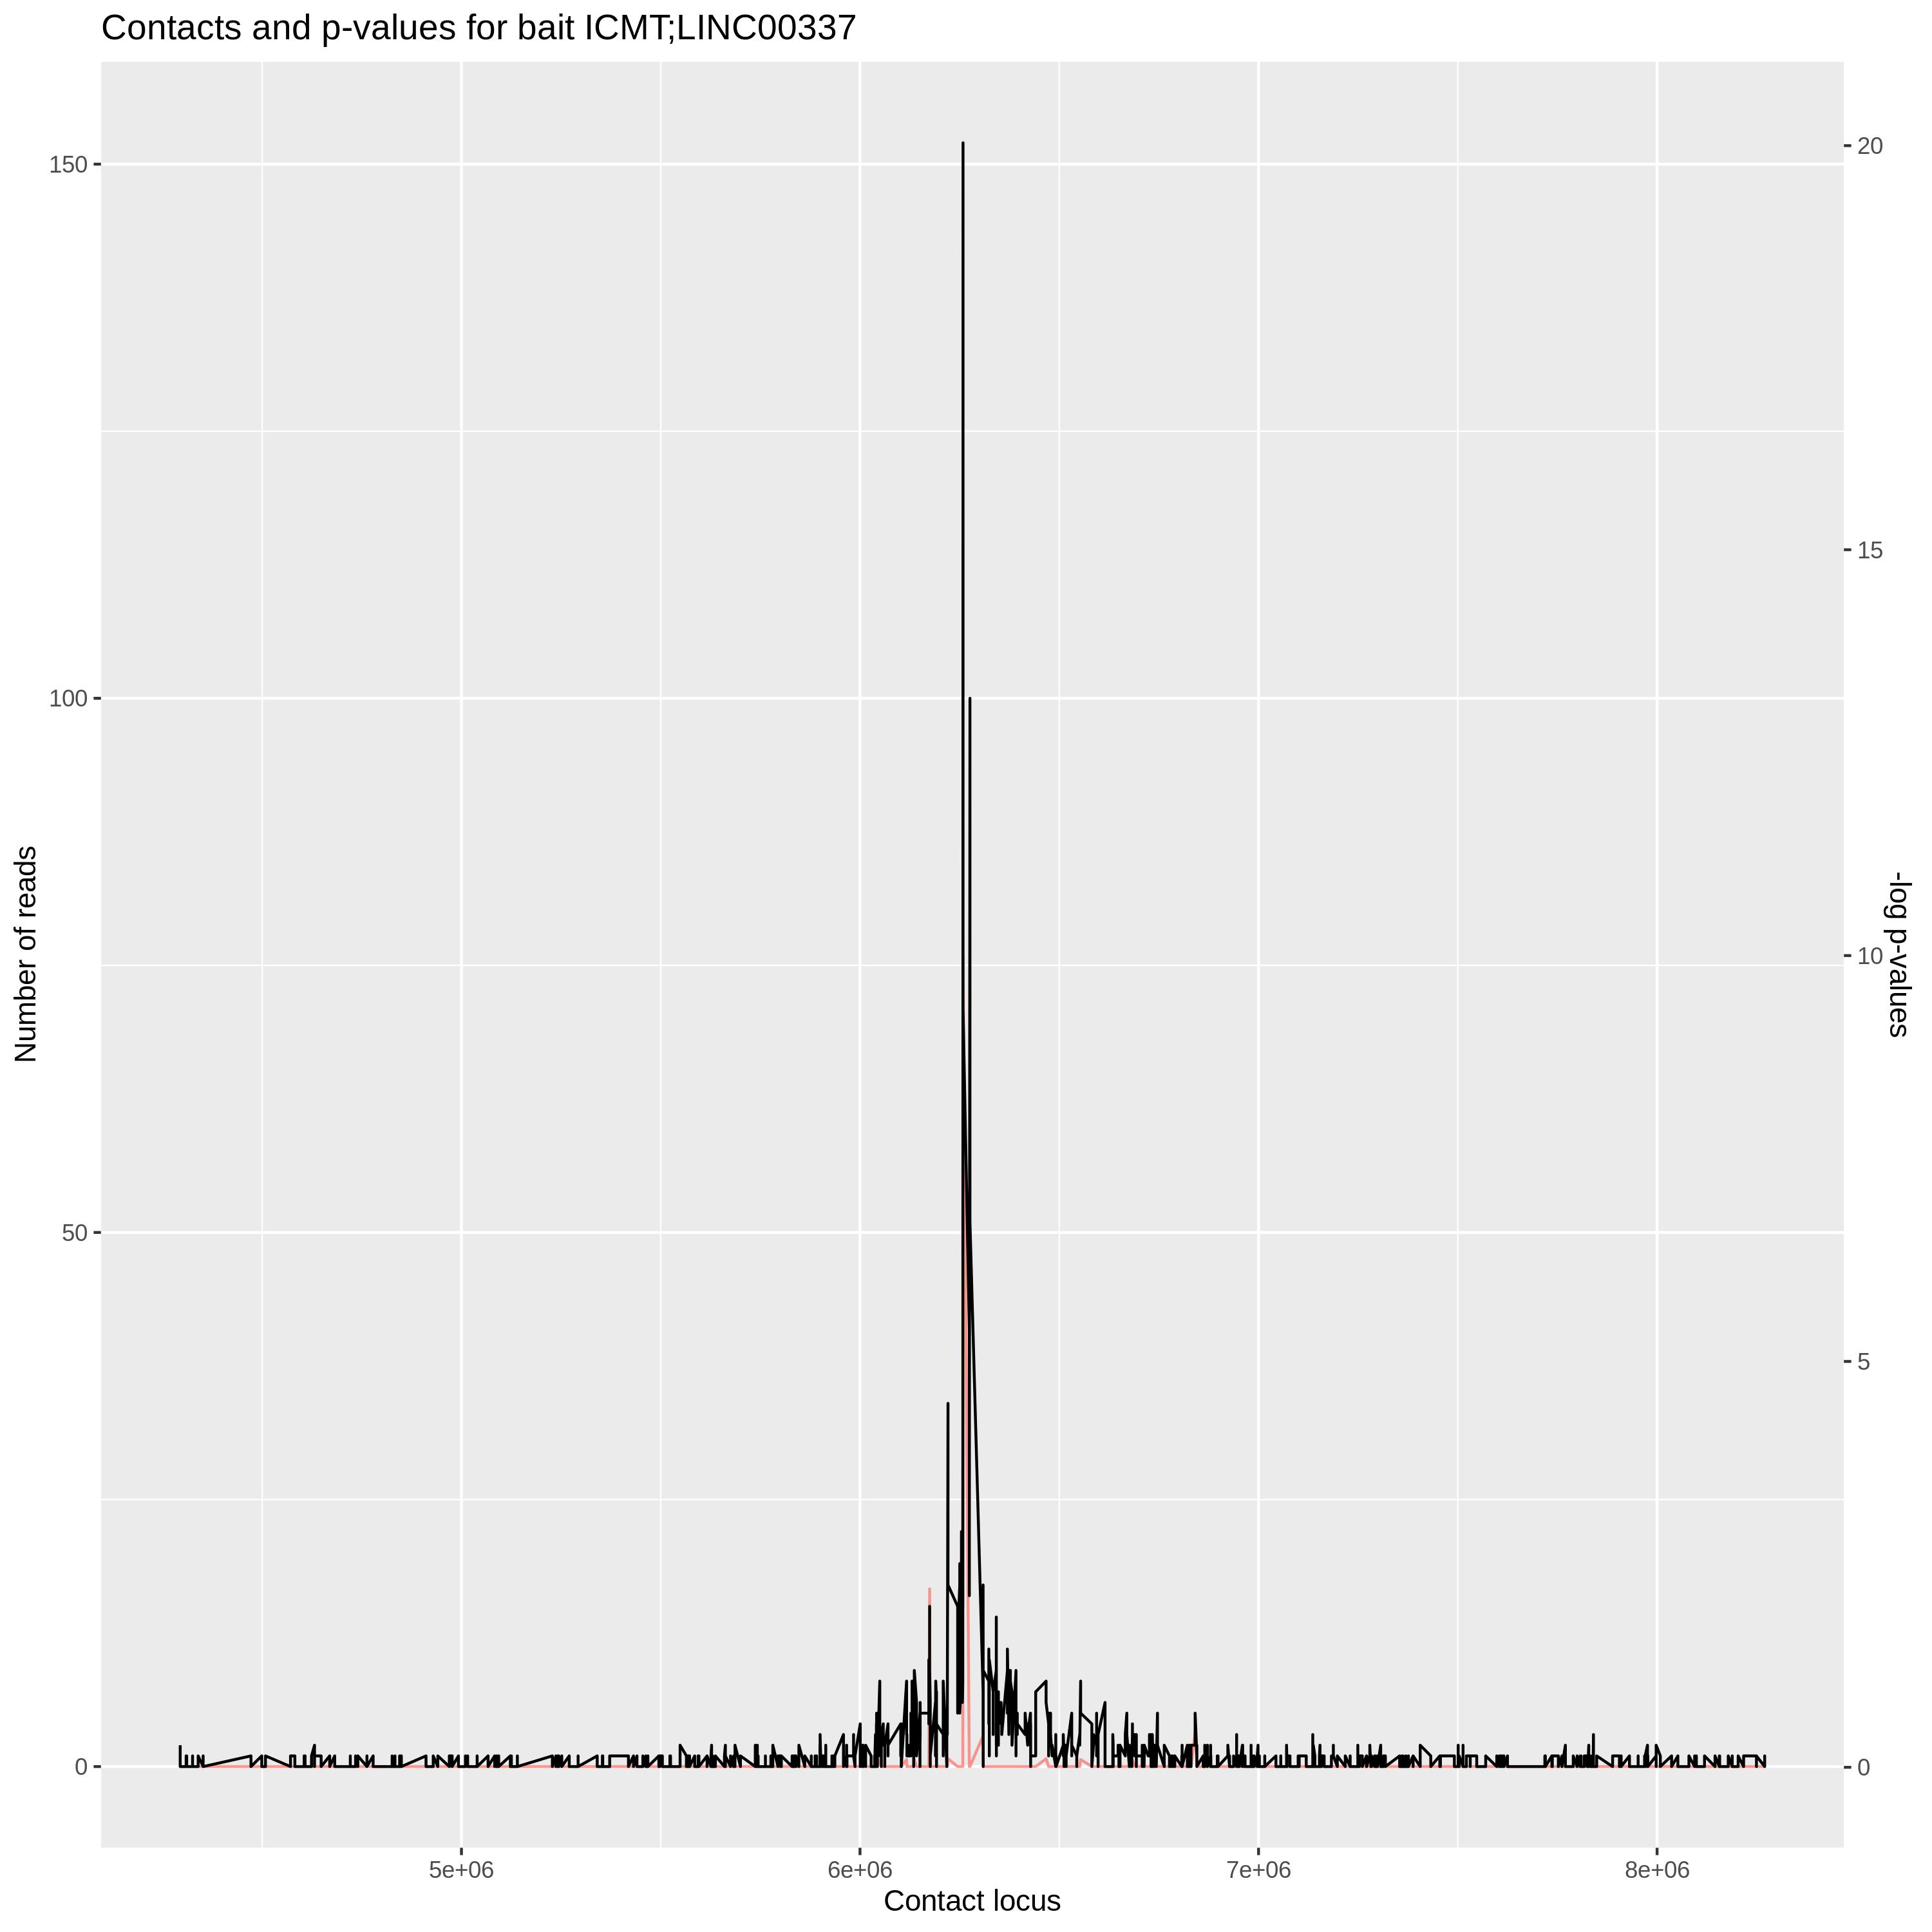 Contacts and p-values for bait ICMT;LINC00337
150
100
50
0
20
15
10
5
0
Number of reads
-log p-values
5e+06
6e+06
7e+06
8e+06
Contact locus